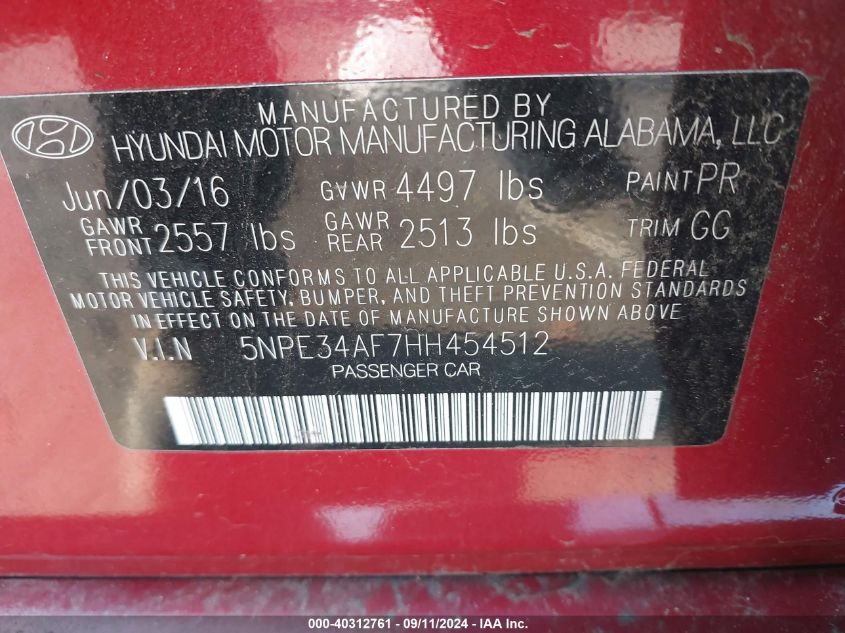 MANUFACTURED BY
HYUNDAI MOTOR MANUFACTURING ALABAMA, LLC
Jun/03/16 GVWR 4497 lbs PAINT PR
GAWR FRONT 2557 lbs GAWR REAR 2513 lbs TRIM GG
THIS VEHICLE CONFORMS TO ALL APPLICABLE U.S.A. FEDERAL
MOTOR VEHICLE SAFETY, BUMPER, AND THEFT PREVENTION STANDARDS
IN EFFECT ON THE DATE OF MANUFACTURE SHOWN ABOVE.
V.I.N 5NPE34AF7HH454512
PASSENGER CAR
000-40312761 - 09/11/2024 - IAA Inc.